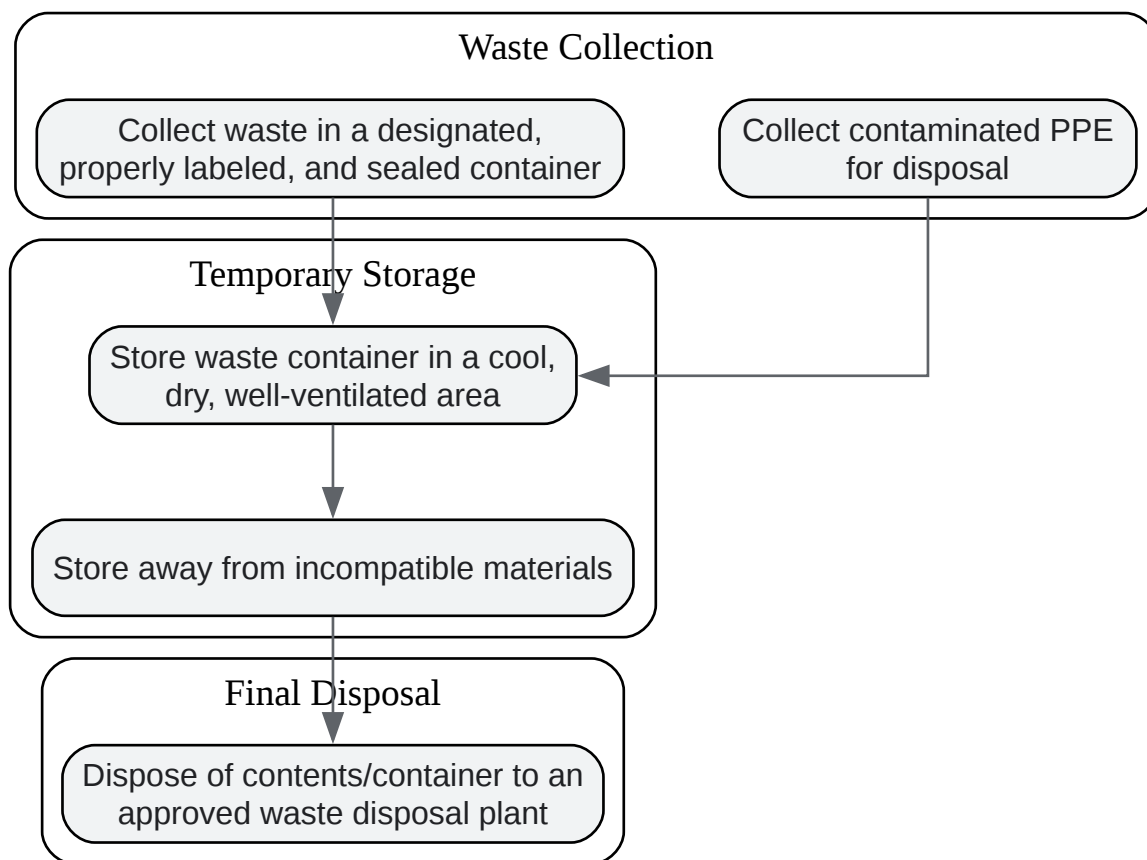 Waste Collection
Collect waste in a designated,
properly labeled, and sealed container
Collect contaminated PPE
for disposal
Temporary Storage
Store waste container in a cool,
dry, well-ventilated area
Store away from incompatible materials
Final Disposal
Dispose of contents/container to an
approved waste disposal plant